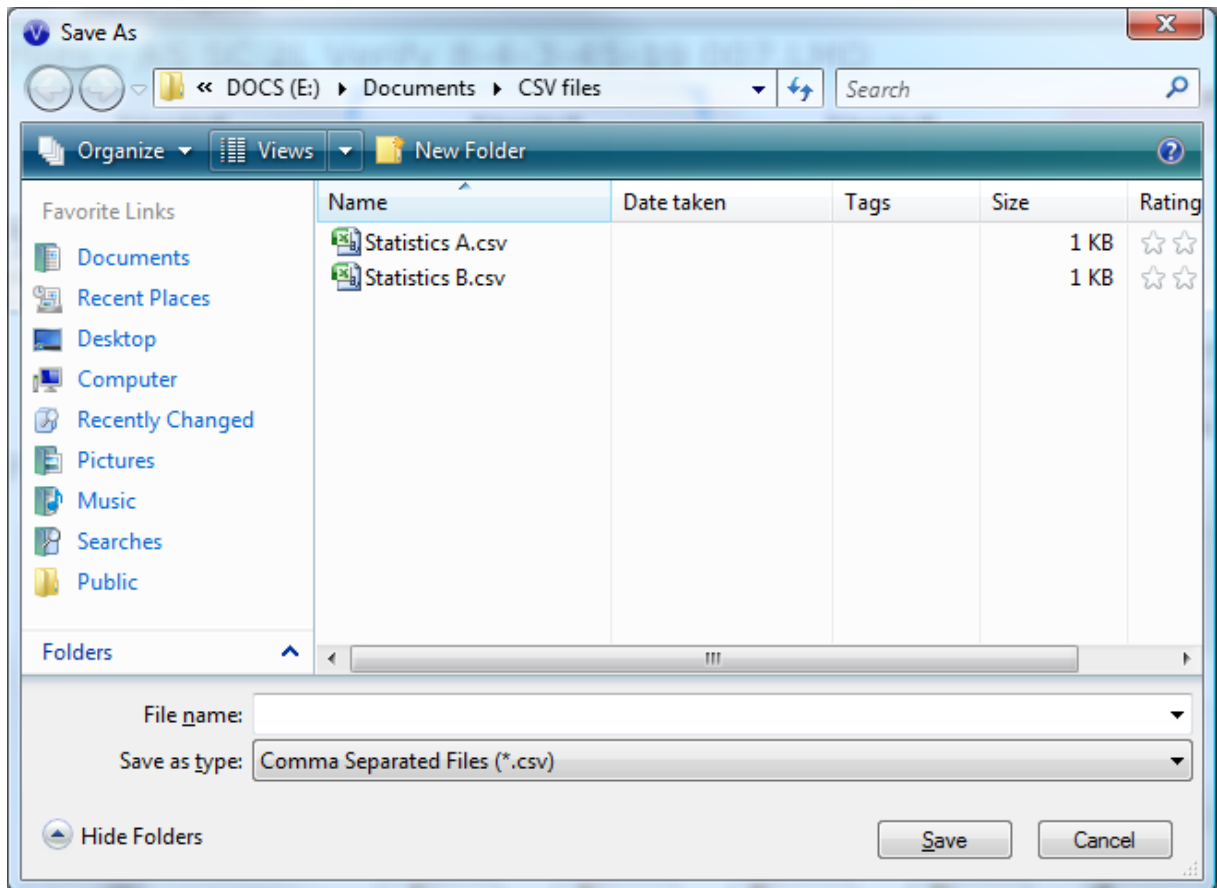 Save As
« DOCS (E:) ▸ Documents ▸ CSV files Search
Organize Views New Folder
Favorite Links Name Date taken Tags Size Rating
Statistics A.csv 1 KB
Documents
Statistics B.csv 1 KB
Recent Places
Desktop
Computer
Recently Changed
Pictures
Music
Searches
Public
Folders
File name:
Save as type: Comma Separated Files (*.csv)
Hide Folders Save Cancel